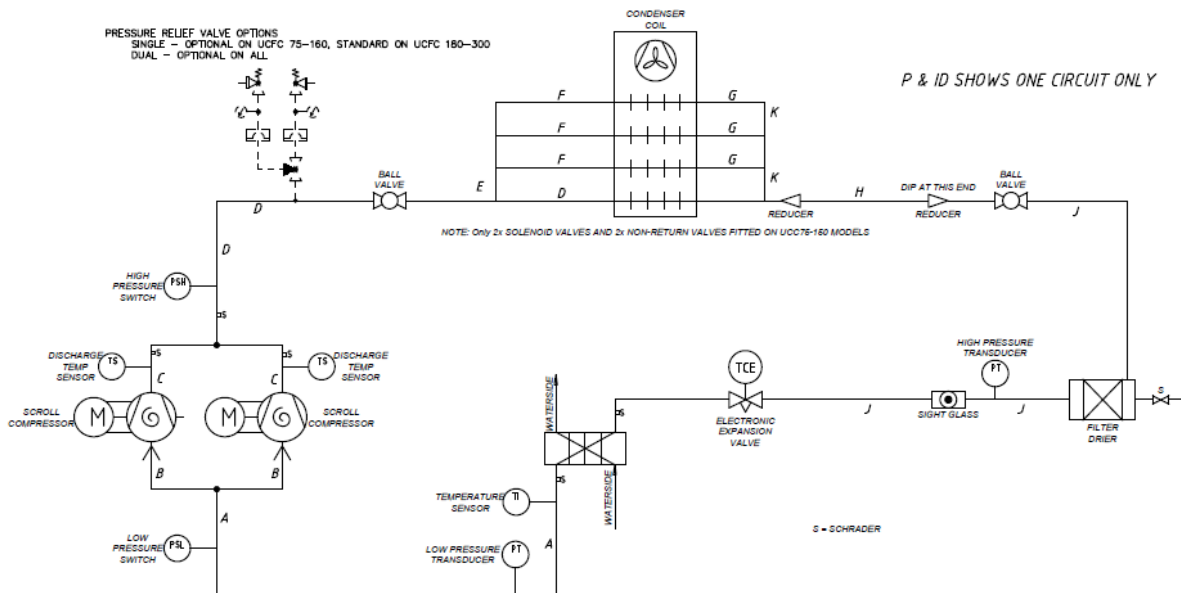 PRESSURE RELIEF VALVE OPTIONS
SINGLE – OPTIONAL ON UCFC 75–160, STANDARD ON UCFC 180–300
DUAL – OPTIONAL ON ALL
CONDENSER
COIL
P & ID SHOWS ONE CIRCUIT ONLY
F
G
K
F
G
F
G
K
BALL
VALVE
E
D
D
H
DIP AT THIS END
BALL
VALVE
REDUCER
REDUCER
J
NOTE: Only 2x SOLENOID VALVES AND 2x NON-RETURN VALVES FITTED ON UCC75-150 MODELS
D
HIGH
PRESSURE
SWITCH
PSH
S
DISCHARGE
TEMP
SENSOR
TS
S
S
TS
DISCHARGE
TEMP
SENSOR
C
C
SCROLL
COMPRESSOR
M
M
SCROLL
COMPRESSOR
B
B
A
LOW
PRESSURE
SWITCH
PSL
HIGH PRESSURE
TRANSDUCER
PT
TCE
ELECTRONIC
EXPANSION
VALVE
J
SIGHT GLASS
J
FILTER
DRIER
S
WATERSIDE
S
S
WATERSIDE
TEMPERATURE
SENSOR
TI
LOW PRESSURE
TRANSDUCER
PT
A
S = SCHRADER